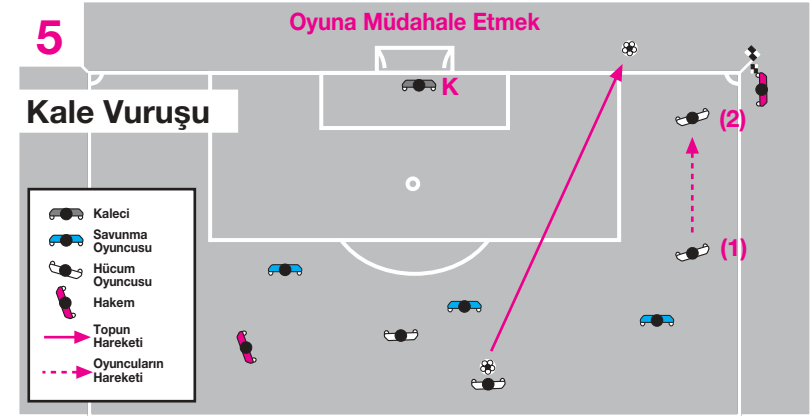 5
Oyuna Müdahale Etmek
K
Kale Vuruşu
(2)
(1)
Kaleci
Savunma
Oyuncusu
Hücum
Oyuncusu
Hakem
Topun
Hareketi
Oyuncuların
Hareketi